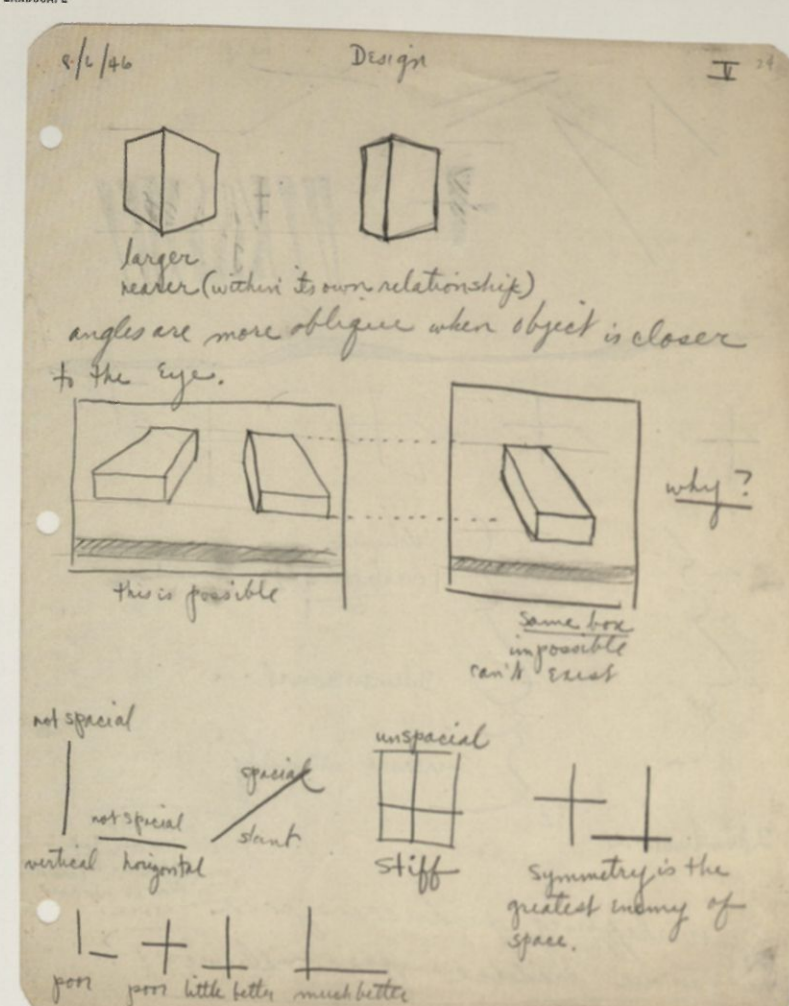 LANDSCAPE
8/6/46
Design
V
24
larger
nearer (within its own relationship)
angles are more oblique when object is closer
to the Eye.
why?
this is possible
same box
impossible
can't exist
not spacial
vertical
not spacial
horizontal
spacial
slant
unspacial
stiff
symmetry is the
greatest enemy of
space.
poor
poor
little better
much better